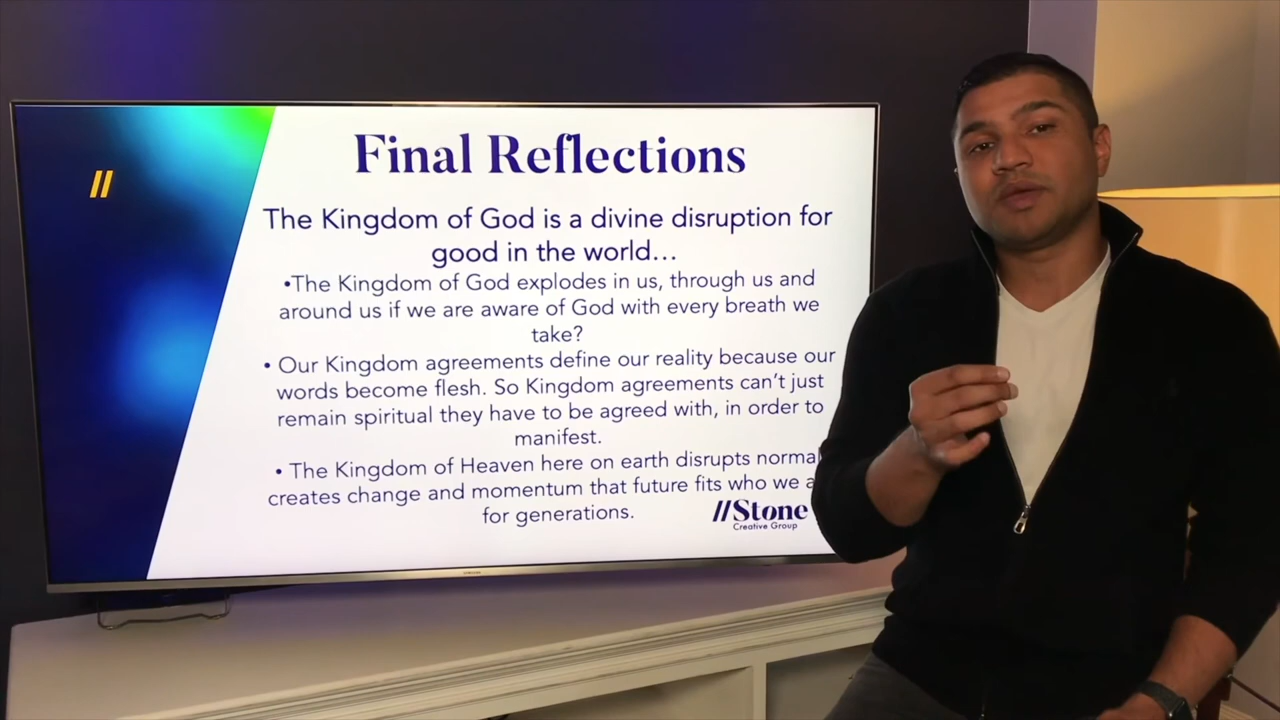 //
Final Reflections
The Kingdom of God is a divine disruption for
good in the world…
•The Kingdom of God explodes in us, through us and
around us if we are aware of God with every breath we
take?
• Our Kingdom agreements define our reality because our
words become flesh. So Kingdom agreements can’t just
remain spiritual they have to be agreed with, in order to
manifest.
• The Kingdom of Heaven here on earth disrupts normal
creates change and momentum that future fits who we
for generations.
//Stone
Creative Group
SAMSUNG